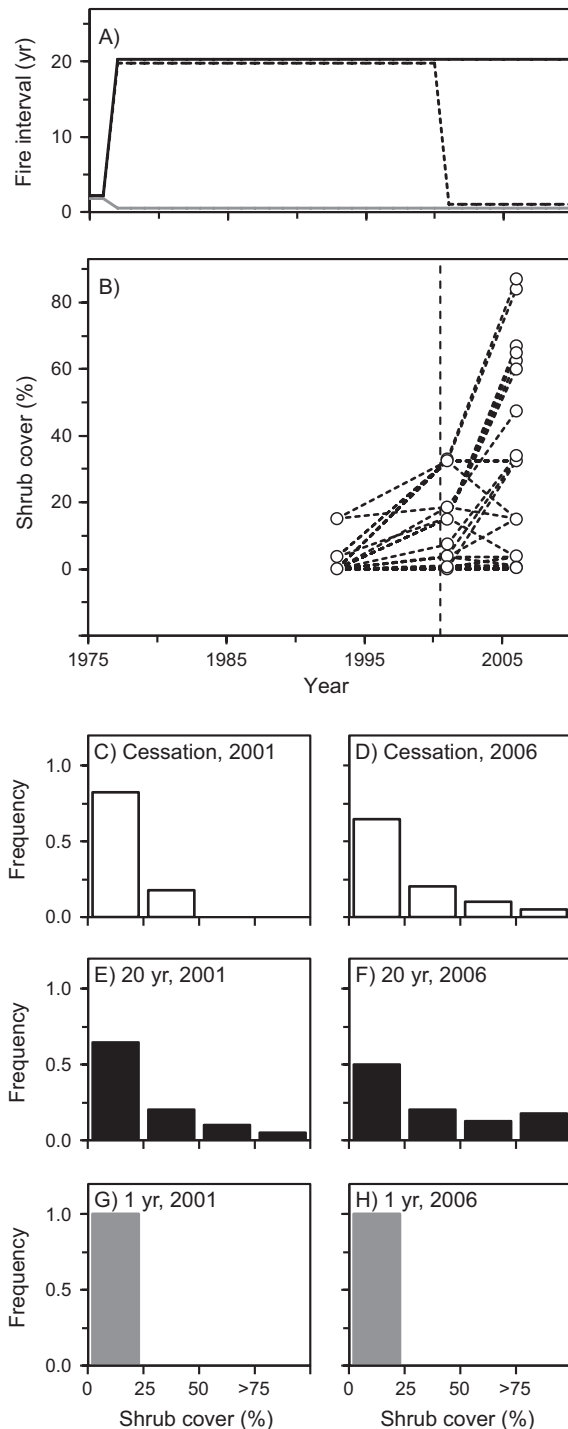 A)
Fire interval (yr)
20
10
0
B)
Shrub cover (%)
80
60
40
20
0
1975 1985 1995 2005
Year
C) Cessation, 2001
D) Cessation, 2006
Frequency
1.0
0.5
0.0
E) 20 yr, 2001
F) 20 yr, 2006
Frequency
1.0
0.5
0.0
G) 1 yr, 2001
H) 1 yr, 2006
Frequency
1.0
0.5
0.0
0 25 >75
0 25 >75
Shrub cover (%)
Shrub cover (%)